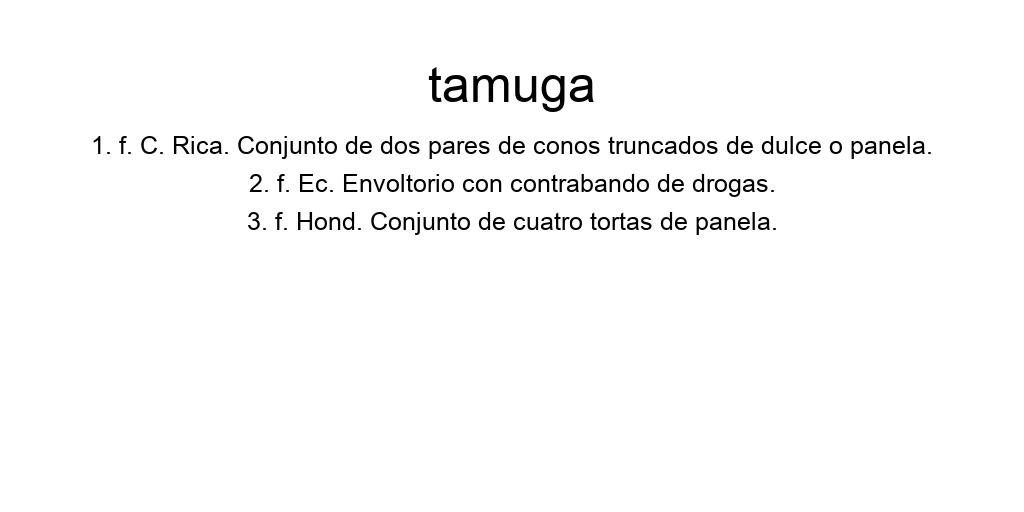 tamuga
1. f. C. Rica. Conjunto de dos pares de conos truncados de dulce o panela.
2. f. Ec. Envoltorio con contrabando de drogas.
3. f. Hond. Conjunto de cuatro tortas de panela.